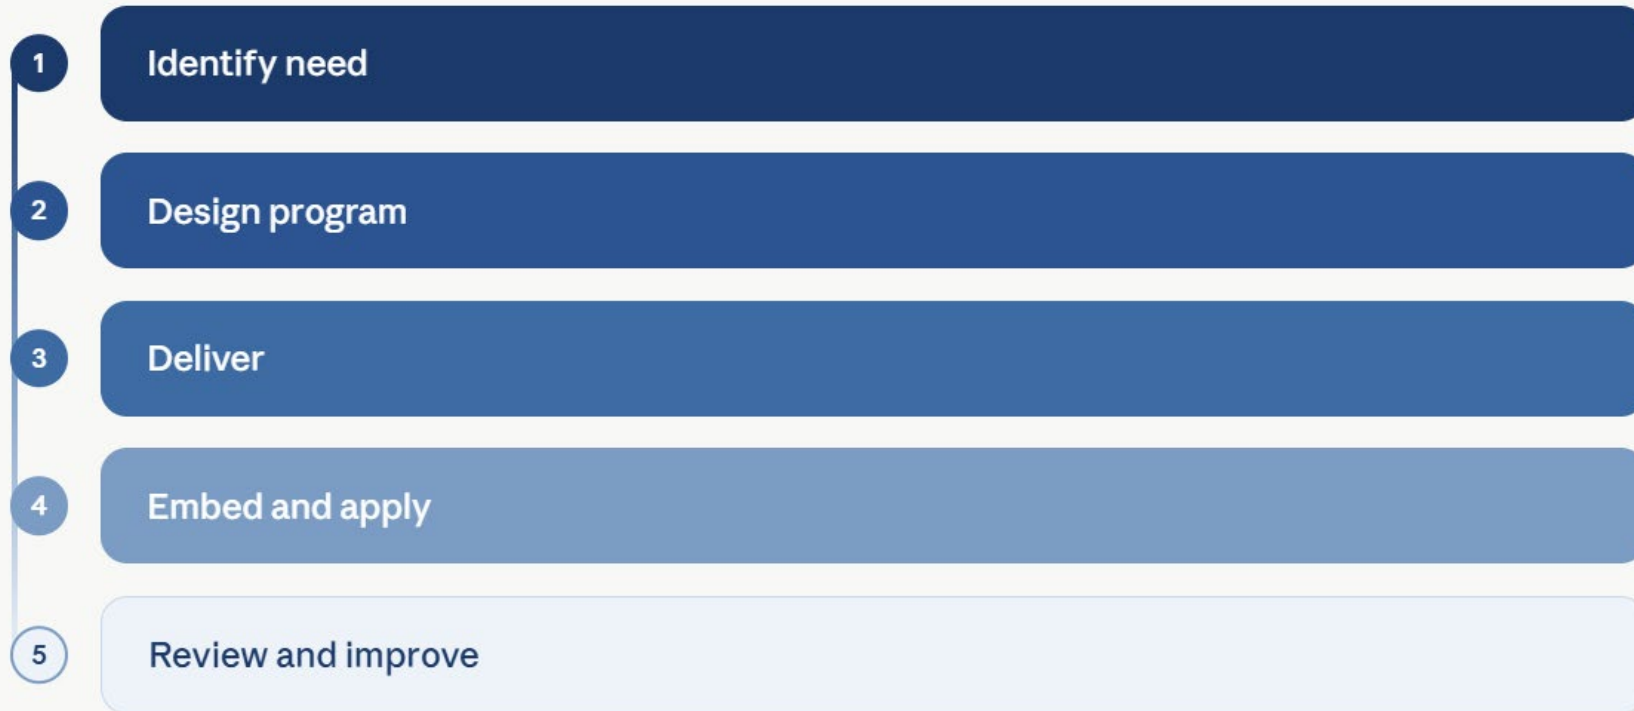 1 Identify need
2 Design program
3 Deliver
4 Embed and apply
5 Review and improve